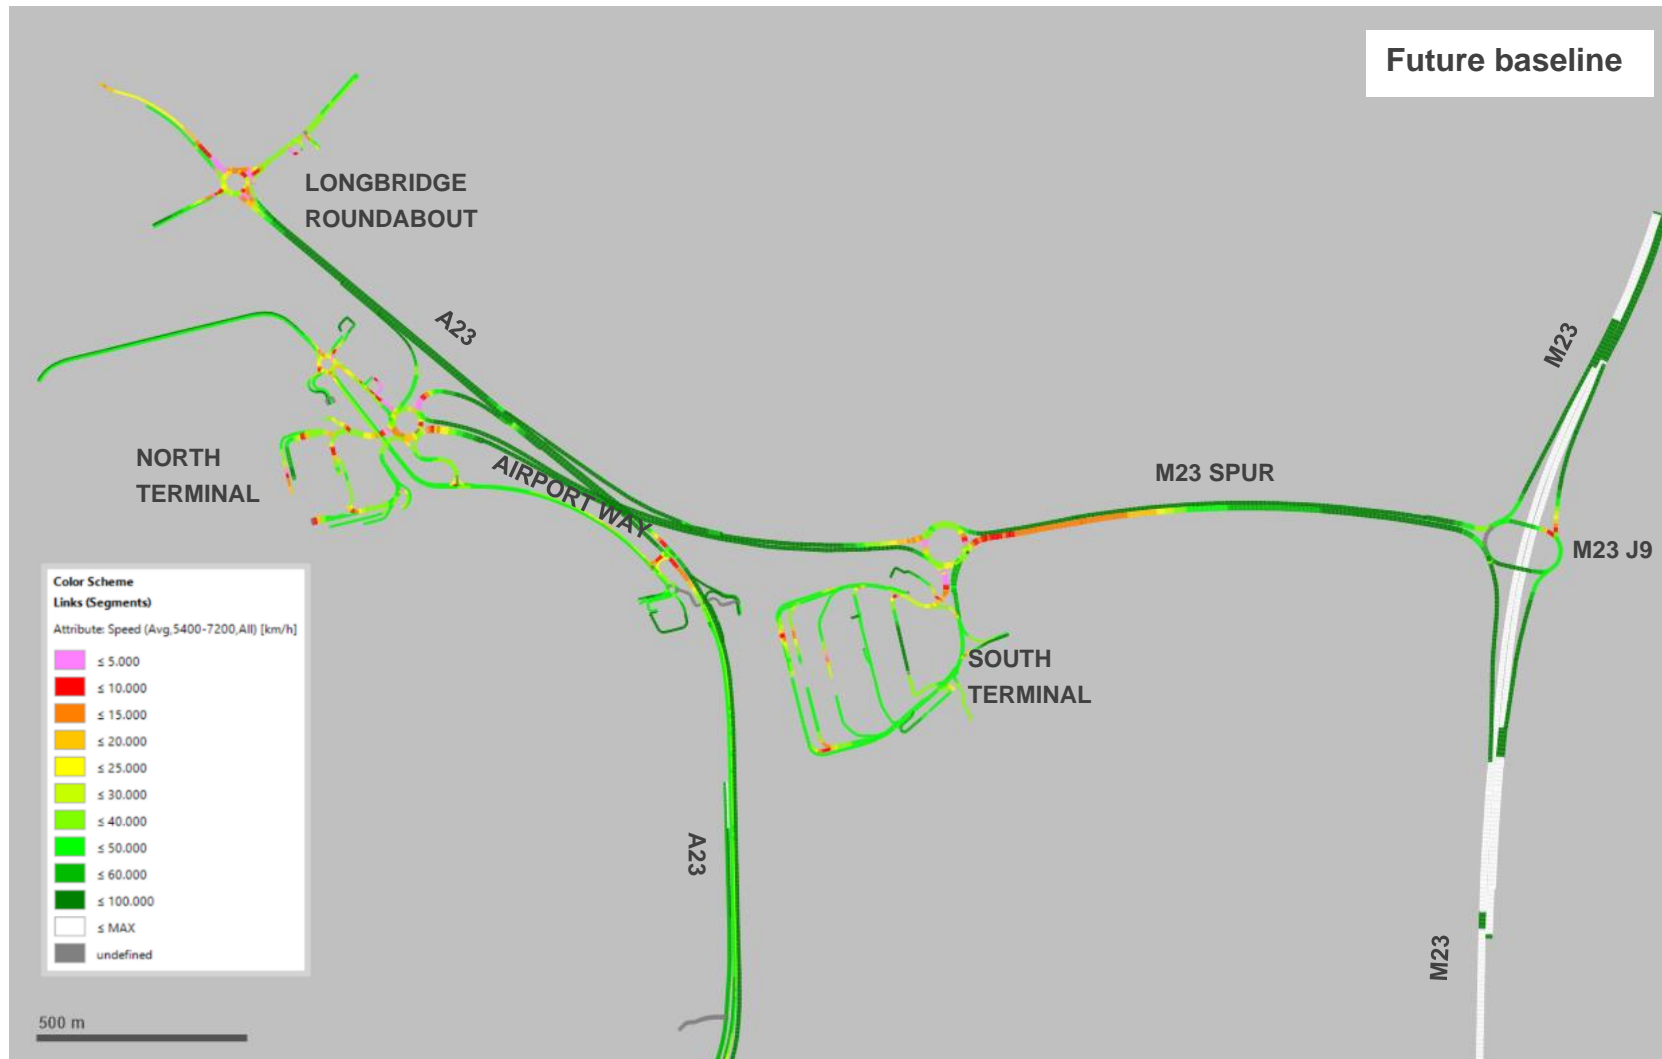 Future baseline
LONGBRIDGE
ROUNDABOUT
A23
M23
NORTH
TERMINAL
AIRPORT WAY
M23 SPUR
M23 J9
Color Scheme
Links (Segments)
Attribute: Speed (Avg,5400-7200,All) [km/h]
≤ 5.000
≤ 10.000
≤ 15.000
≤ 20.000
≤ 25.000
≤ 30.000
≤ 40.000
≤ 50.000
≤ 60.000
≤ 100.000
≤ MAX
undefined
SOUTH
TERMINAL
A23
M23
500 m